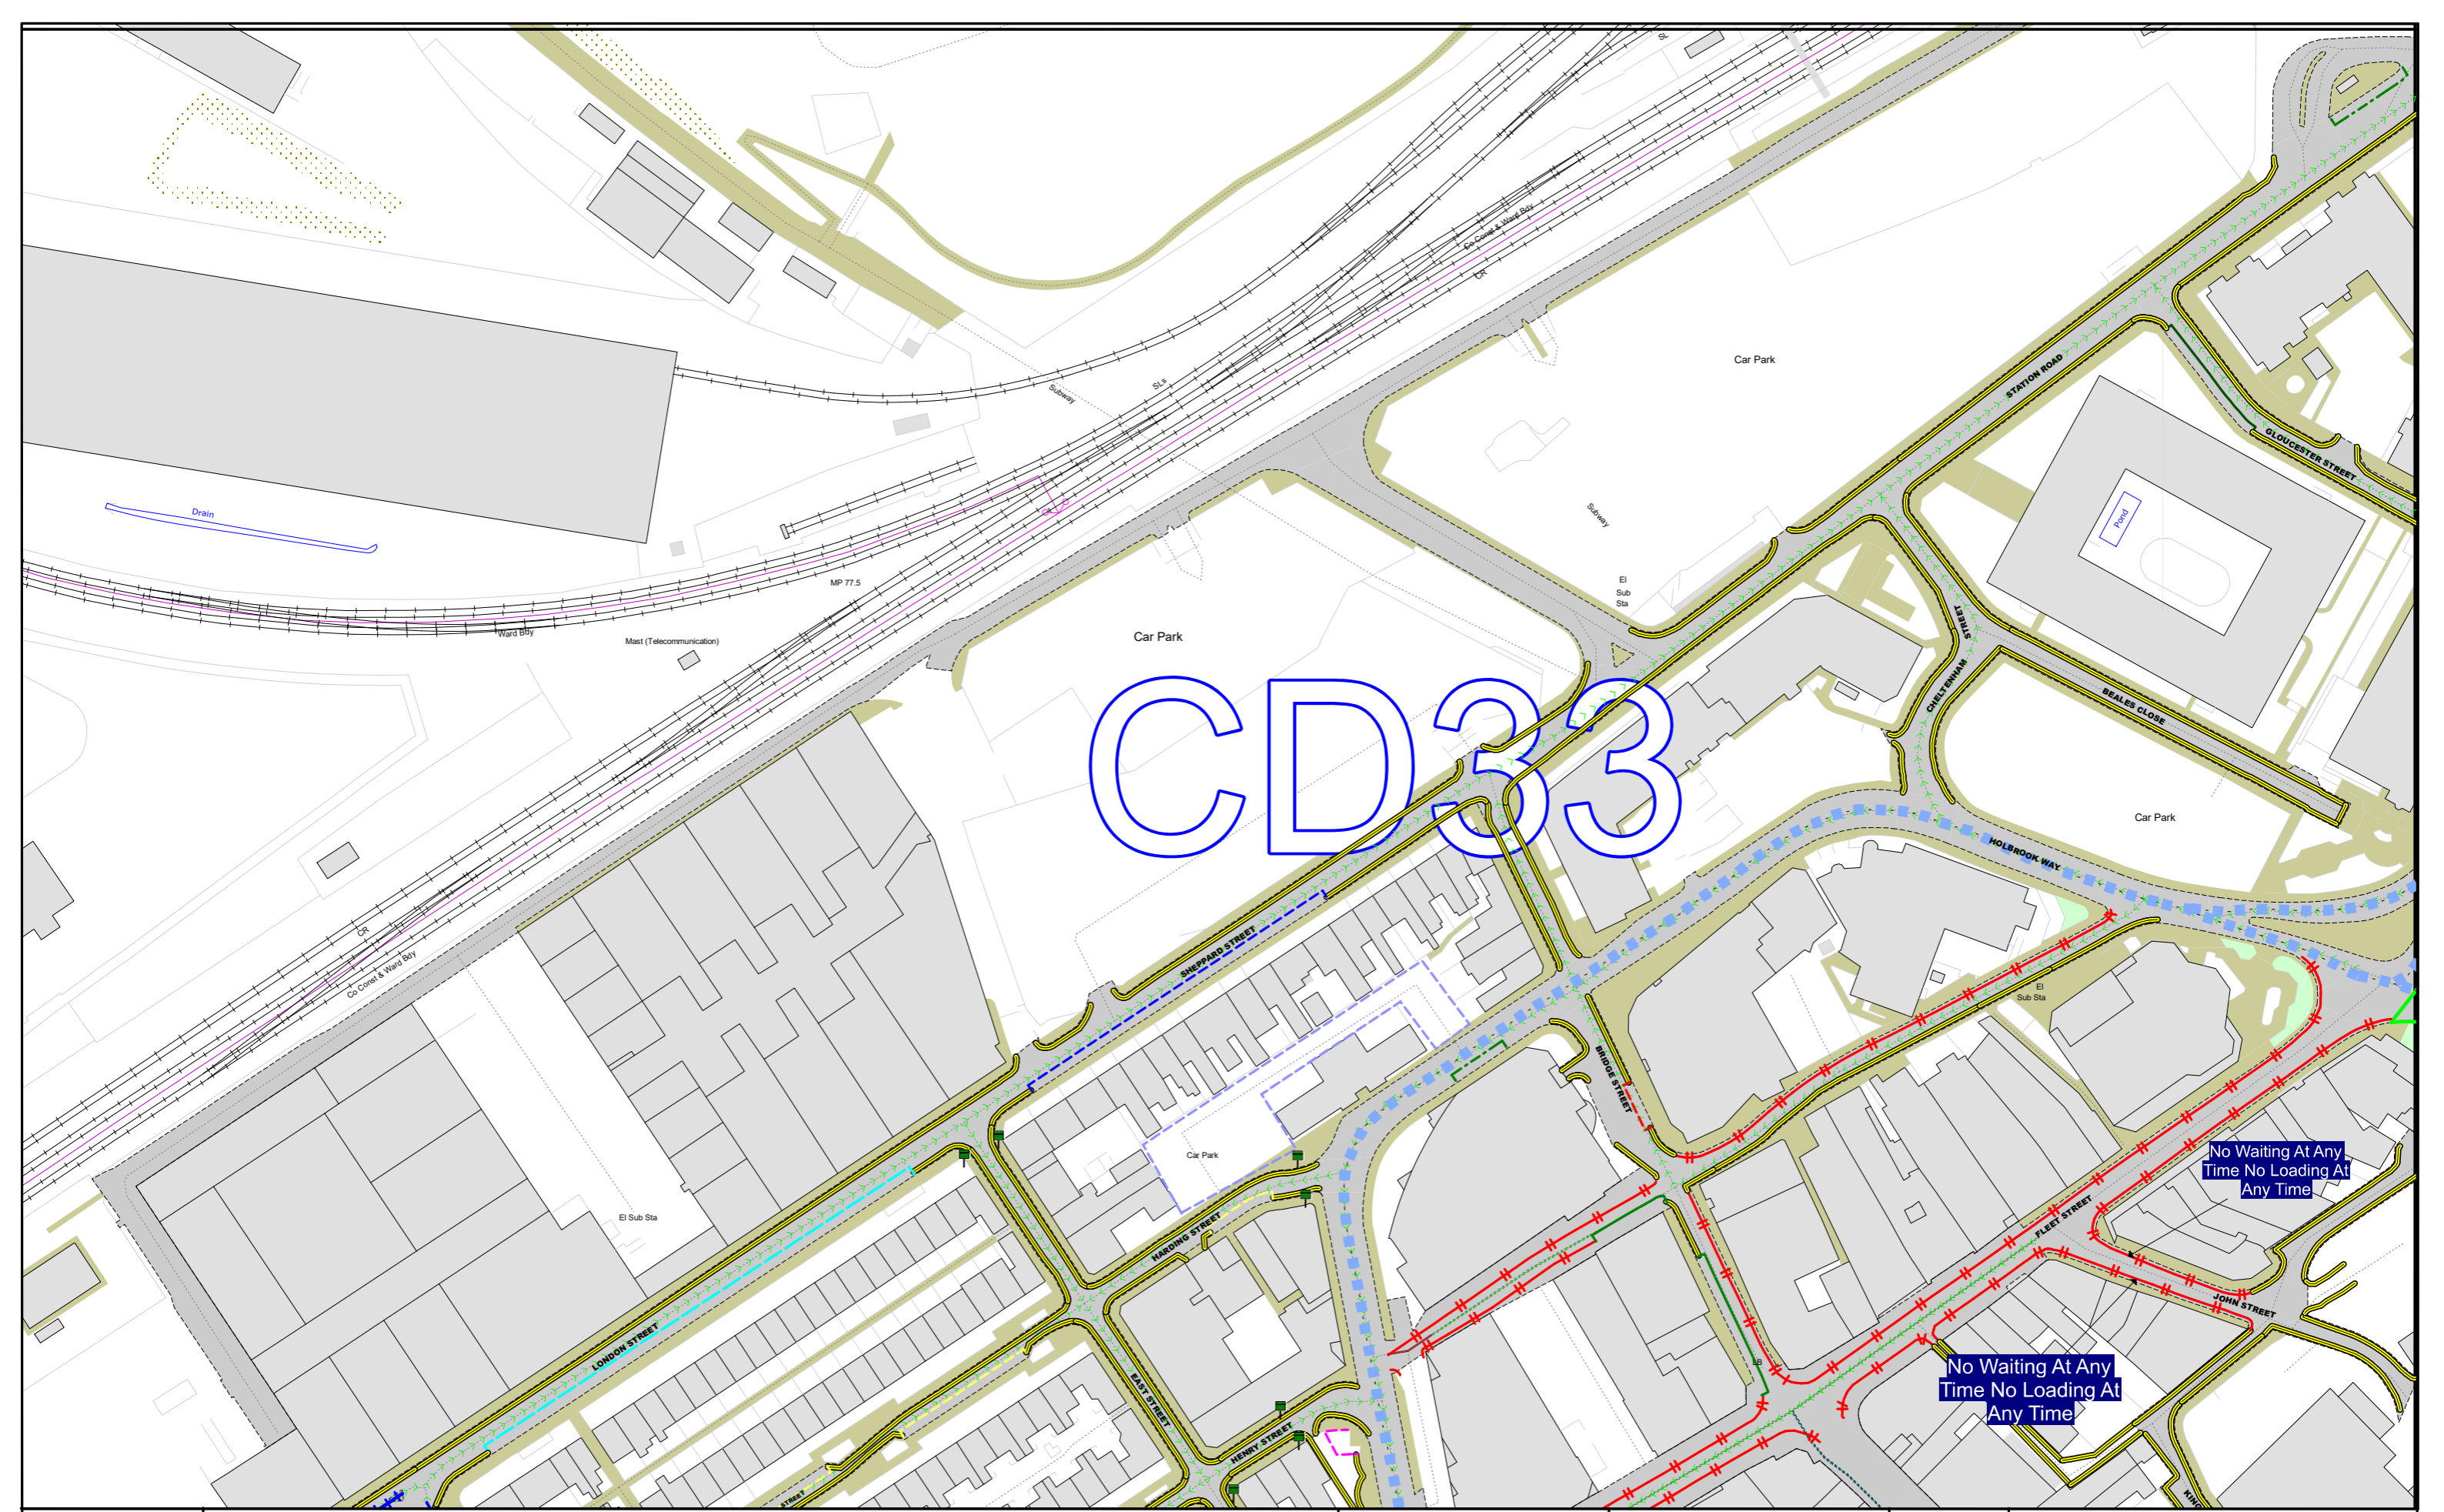 SLs
Co Const & Ward Bdy
CR
Car Park
STATION ROAD
SLs
Subway
GLOUCESTER STREET
Drain
Subway
Pond
MP 77.5
El
Sub
Sta
Ward Bdy
Mast (Telecommunication)
Car Park
CHELTENHAM
STREET
BEALES CLOSE
CD33
Car Park
HOLBROOK WAY
CR
SHEPPARD STREET
Co Const & Ward Bdy
El
Sub Sta
BRIDGE STREET
Car Park
No Waiting At Any
Time No Loading At
Any Time
El Sub Sta
HARDING STREET
FLEET STREET
JOHN STREET
LONDON STREET
LB
EAST STREET
No Waiting At Any
Time No Loading At
Any Time
HENRY STREET
STREET
KING